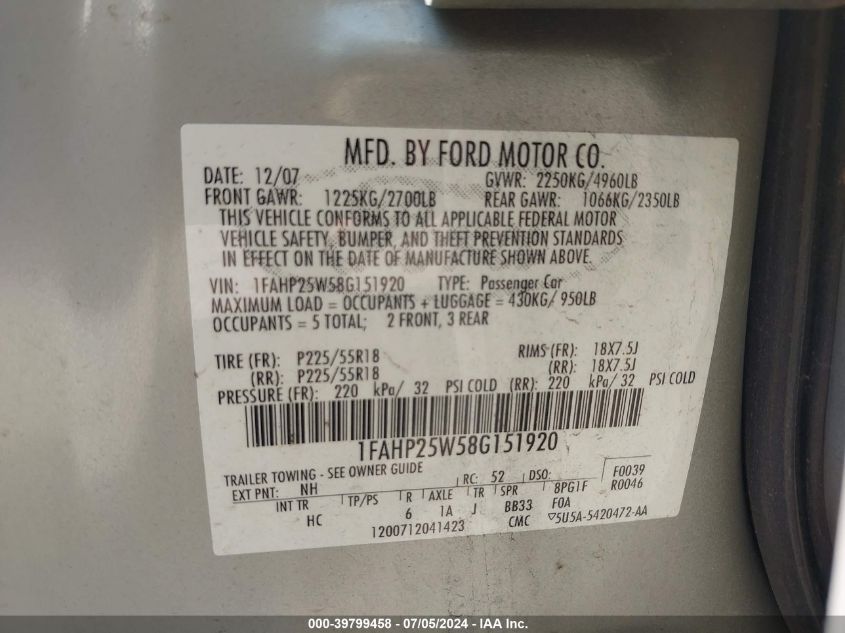 MFD. BY FORD MOTOR CO.
DATE: 12/07 GVWR: 2250KG/4960LB
FRONT GAWR: 1225KG/2700LB REAR GAWR: 1066KG/2350LB
THIS VEHICLE CONFORMS TO ALL APPLICABLE FEDERAL MOTOR
VEHICLE SAFETY, BUMPER, AND THEFT PREVENTION STANDARDS
IN EFFECT ON THE DATE OF MANUFACTURE SHOWN ABOVE.
VIN: 1FAHP25W58G151920 TYPE: Passenger Car
MAXIMUM LOAD = OCCUPANTS + LUGGAGE = 430KG/ 950LB
OCCUPANTS = 5 TOTAL; 2 FRONT, 3 REAR
TIRE (FR): P225/55R18 RIMS (FR): 18X7.5J
(RR): P225/55R18 (RR): 18X7.5J
PRESSURE (FR): 220 kPa/ 32 PSI COLD (RR): 220 kPa/ 32 PSI COLD
1FAHP25W58G151920
TRAILER TOWING - SEE OWNER GUIDE
EXT PNT: NH RC: 52 DSO: F0039
INT TR TP/PS R AXLE TR SPR 8PG1F R0046
HC 6 1A J BB33 FOA
1200712041423 CMC ▽5U5A-5420472-AA
000-39799458 - 07/05/2024 - IAA Inc.